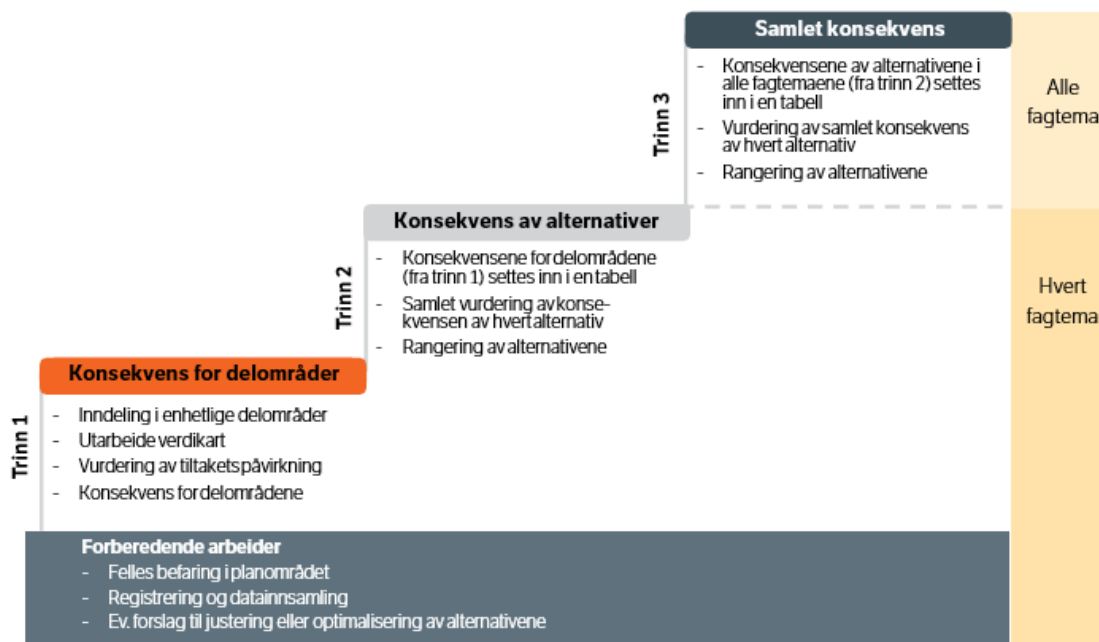 Samlet konsekvens
- Konsekvensene av alternativene i
alle fagtemaene (fra trinn 2) settes
inn i en tabell
- Vurdering av samlet konsekvens
av hvert alternativ
- Rangering av alternativene
Trinn 3
Alle
fagtema
Konsekvens av alternativer
- Konsekvensene for delområdene
(fra trinn 1) settes inn i en tabell
- Samlet vurdering av konse-
kvensen av hvert alternativ
- Rangering av alternativene
Trinn 2
Hvert
fagtema
Konsekvens for delområder
- Inndeling i enhetlige delområder
- Utarbeide verdikart
- Vurdering av tiltakets påvirkning
- Konsekvens for delområdene
Trinn 1
Forberedende arbeider
- Felles befaring i planområdet
- Registrering og datainnsamling
- Ev. forslag til justering eller optimalisering av alternativene